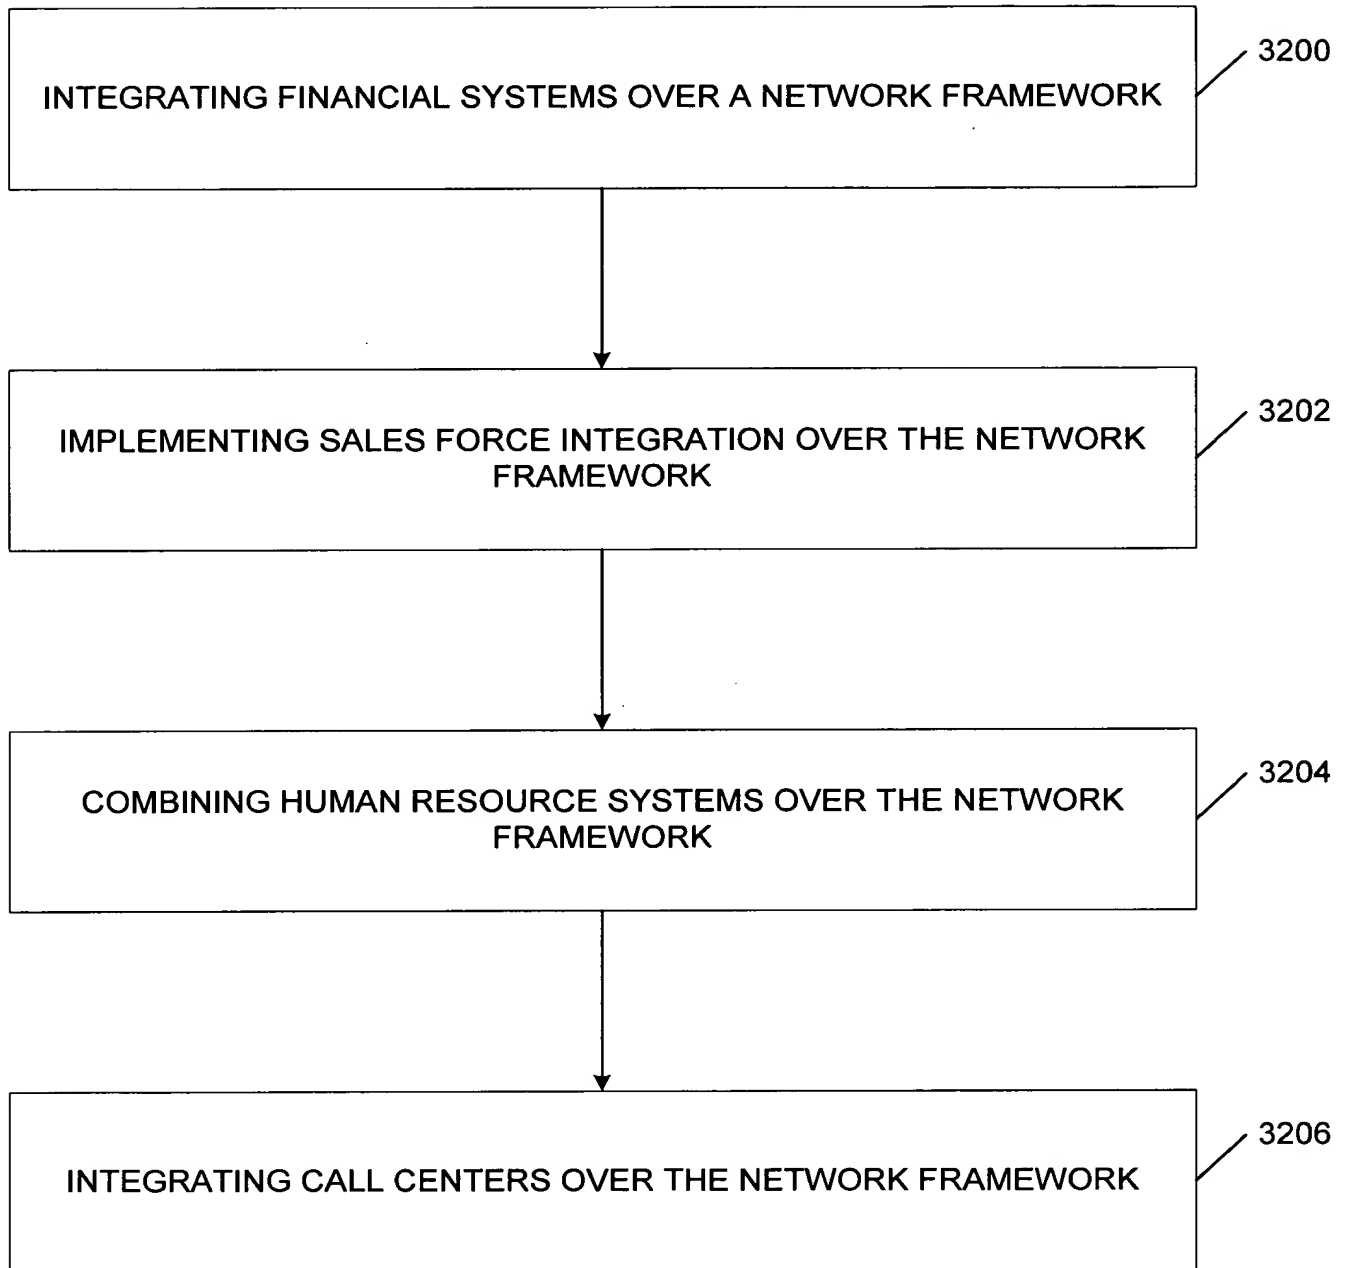 INTEGRATING FINANCIAL SYSTEMS OVER A NETWORK FRAMEWORK
3200
IMPLEMENTING SALES FORCE INTEGRATION OVER THE NETWORK
FRAMEWORK
3202
COMBINING HUMAN RESOURCE SYSTEMS OVER THE NETWORK
FRAMEWORK
3204
INTEGRATING CALL CENTERS OVER THE NETWORK FRAMEWORK
3206